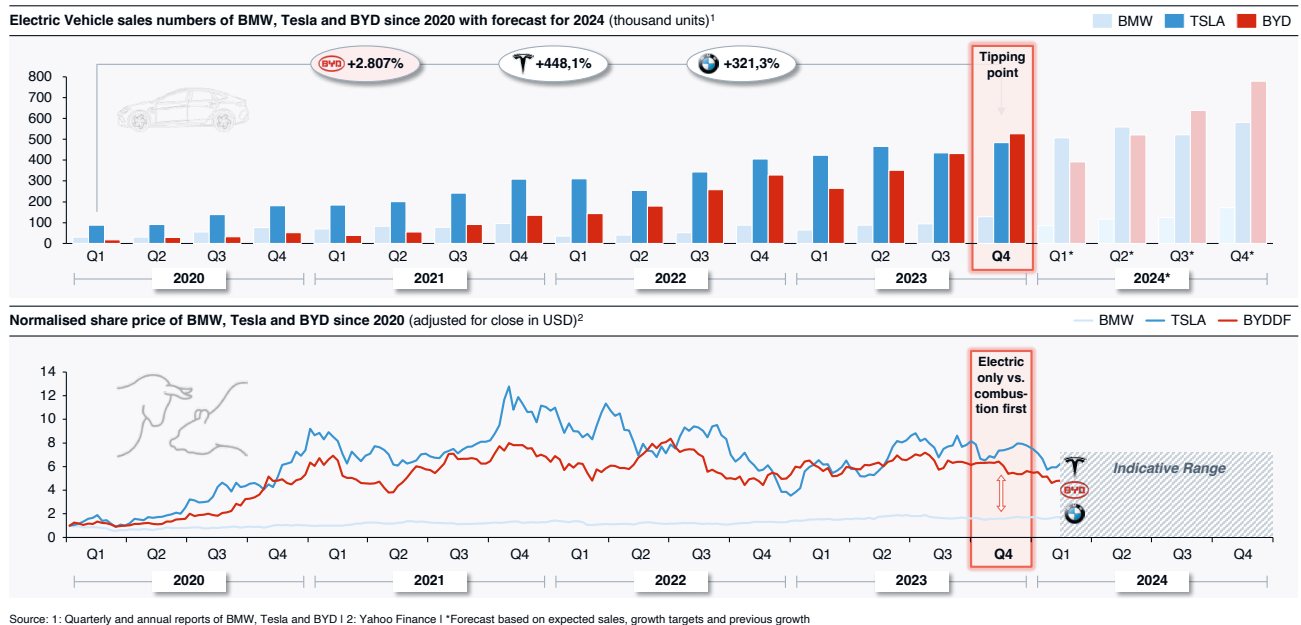 Electric Vehicle sales numbers of BMW, Tesla and BYD since 2020 with forecast for 2024 (thousand units)1
BMW TSLA BYD
BYD +2.807% +448,1% +321,3%
Tipping
point
800
700
600
500
400
300
200
100
0
Q1 Q2 Q3 Q4 Q1 Q2 Q3 Q4 Q1 Q2 Q3 Q4 Q1 Q2 Q3 Q4 Q1* Q2* Q3* Q4*
2020 2021 2022 2023 2024*
Normalised share price of BMW, Tesla and BYD since 2020 (adjusted for close in USD)2
BMW TSLA BYDDF
Electric
only vs.
combus-
tion first
14
12
10
8
6
4
2
0
Indicative Range
BYD
Q1 Q2 Q3 Q4 Q1 Q2 Q3 Q4 Q1 Q2 Q3 Q4 Q1 Q2 Q3 Q4 Q1 Q2 Q3 Q4
2020 2021 2022 2023 2024
Source: 1: Quarterly and annual reports of BMW, Tesla and BYD I 2: Yahoo Finance I *Forecast based on expected sales, growth targets and previous growth